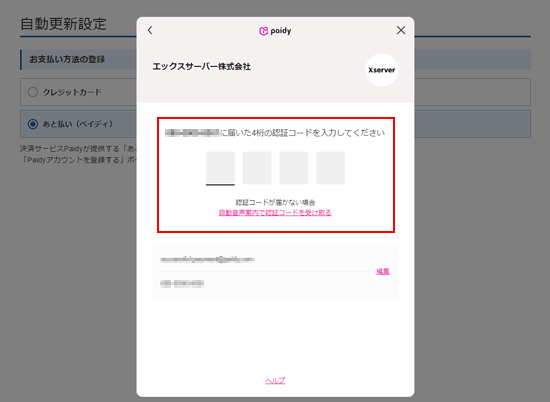 自動更新設定
お支払い方法の登録
クレジットカード
あと払い（ペイディ）
決済サービスPaidyが提供する「あと
「Paidyアカウントを登録する」ボタ
paidy
エックスサーバー株式会社
Xserver
に届いた4桁の認証コードを入力してください
認証コードが届かない場合
自動音声案内で認証コードを受け取る
編集
ヘルプ